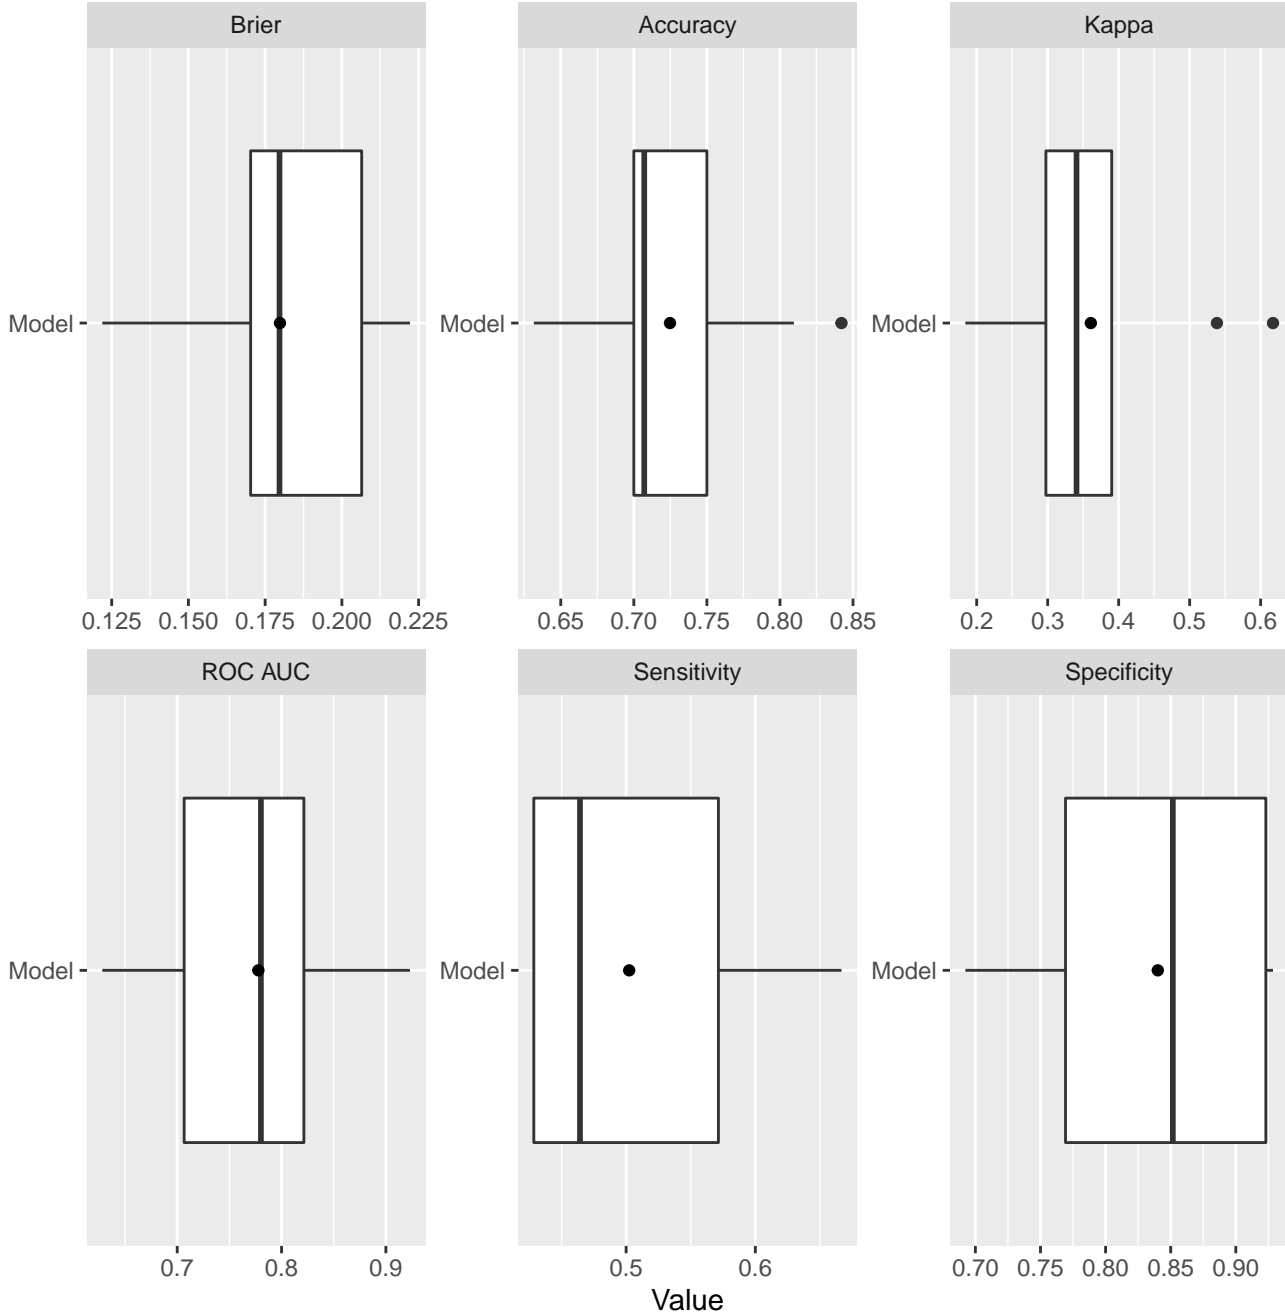 Brier Accuracy Kappa
Model Model Model
0.125 0.150 0.175 0.200 0.225 0.65 0.70 0.75 0.80 0.85 0.2 0.3 0.4 0.5 0.6
ROC AUC Sensitivity Specificity
Model Model Model
0.7 0.8 0.9 0.5 0.6 0.70 0.75 0.80 0.85 0.90
Value